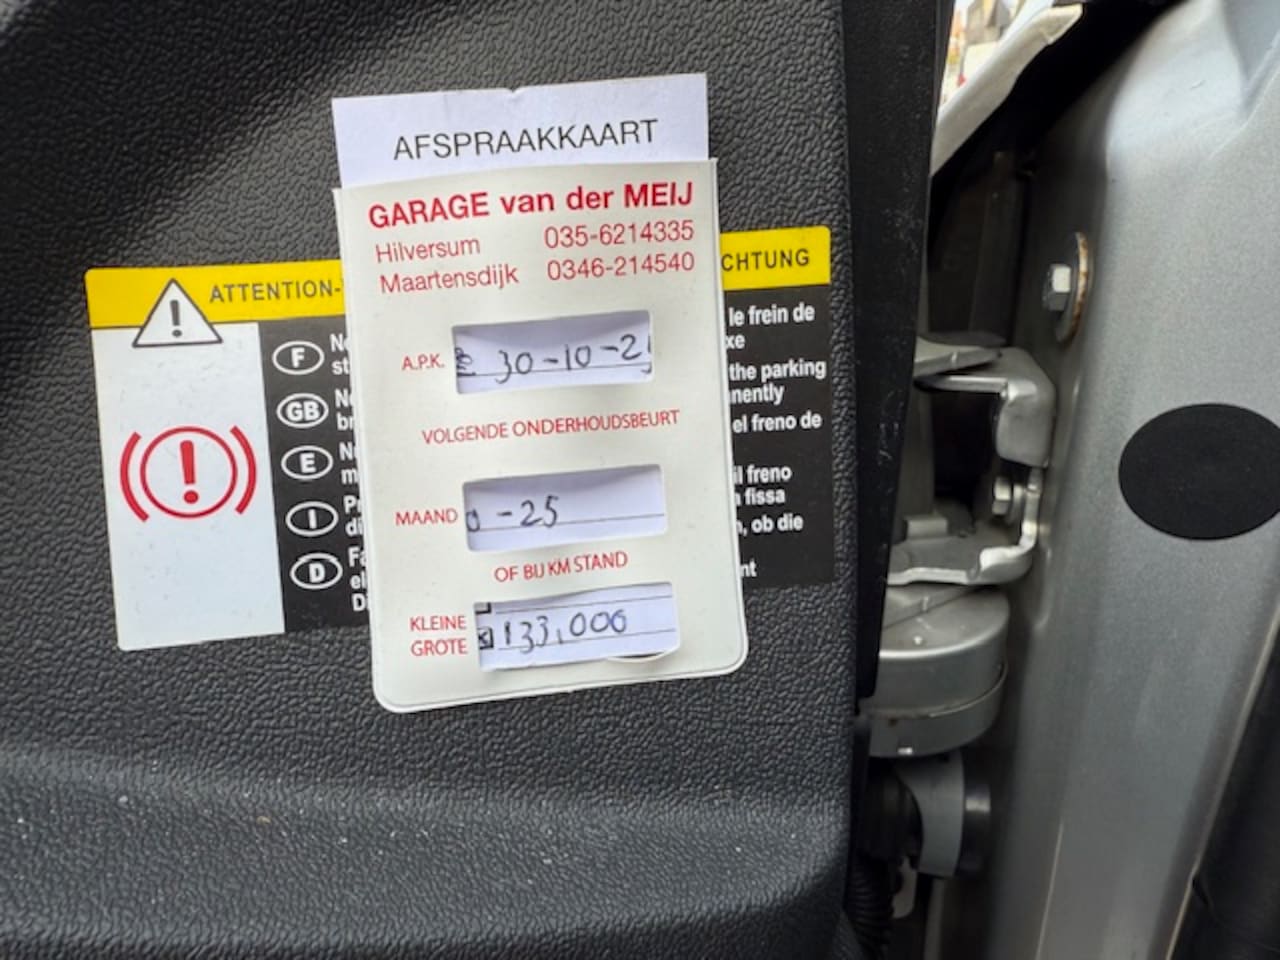 AFSPRAAKKAART
GARAGE van der MEIJ
Hilversum 035-6214335
Maartensdijk 0346-214540
ATTENTION- CHTUNG
A.P.K. 30-10-2
VOLGENDE ONDERHOUDSBEURT
MAAND -25
OF BIJ KM STAND
KLEINE
GROTE 133,000
F
le frein de
GB
the parking
nently
E
el freno de
I
il freno
fissa
D
, ob die